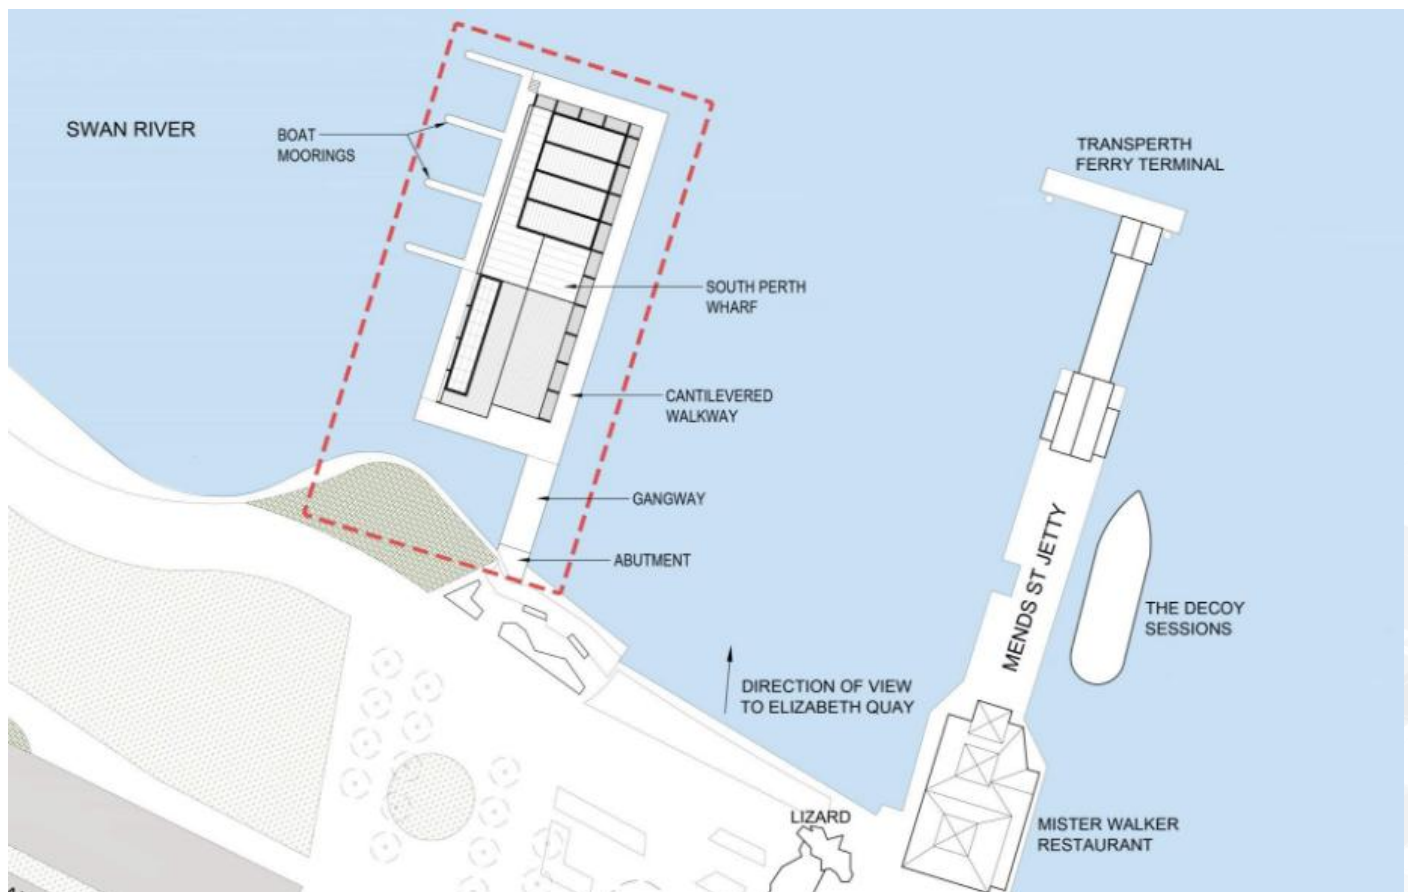 SWAN RIVER
BOAT
MOORINGS
TRANSPERTH
FERRY TERMINAL
SOUTH PERTH
WHARF
CANTILEVERED
WALKWAY
GANGWAY
ABUTMENT
MENDS ST JETTY
THE DECOY
SESSIONS
DIRECTION OF VIEW
TO ELIZABETH QUAY
LIZARD
MISTER WALKER
RESTAURANT